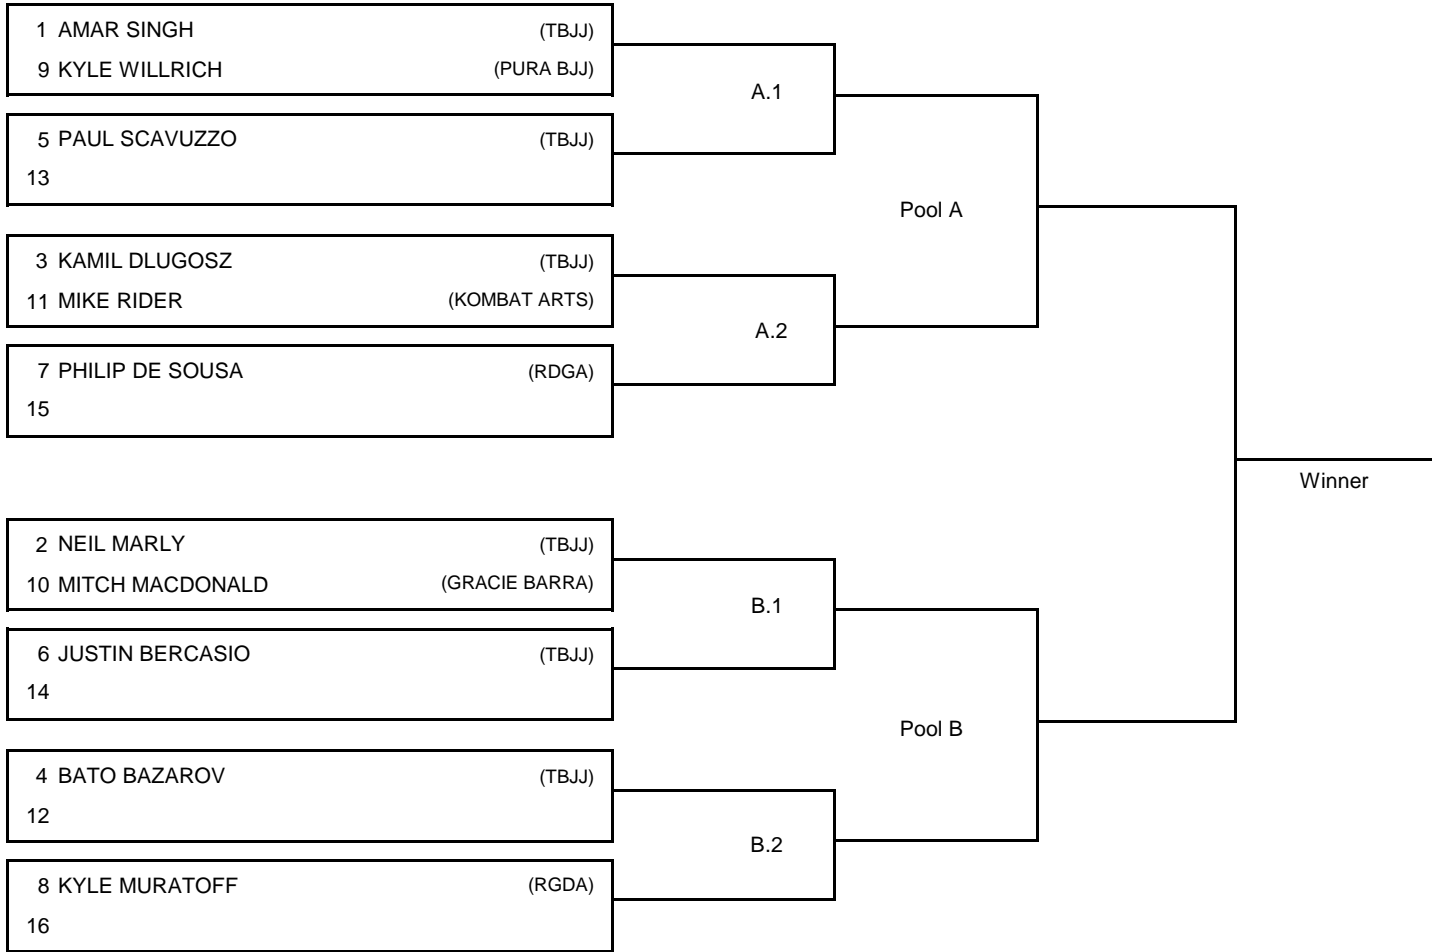 1 AMAR SINGH (TBJJ)
9 KYLE WILLRICH (PURA BJJ)
A.1
5 PAUL SCAVUZZO (TBJJ)
13
Pool A
3 KAMIL DLUGOSZ (TBJJ)
11 MIKE RIDER (KOMBAT ARTS)
A.2
7 PHILIP DE SOUSA (RDGA)
15
Winner
2 NEIL MARLY (TBJJ)
10 MITCH MACDONALD (GRACIE BARRA)
B.1
6 JUSTIN BERCASIO (TBJJ)
14
Pool B
4 BATO BAZAROV (TBJJ)
12
B.2
8 KYLE MURATOFF (RGDA)
16